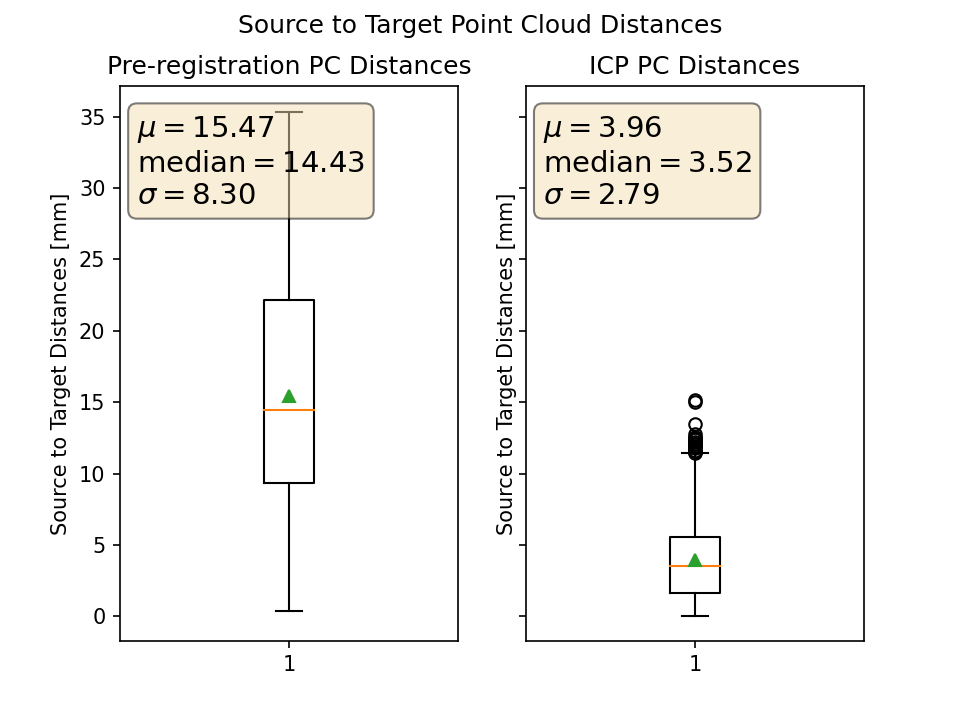 Source to Target Point Cloud Distances
Pre-registration PC Distances
Source to Target Distances [mm]
35
30
25
20
15
10
5
0
μ = 15.47
median = 14.43
σ = 8.30
1
ICP PC Distances
Source to Target Distances [mm]
μ = 3.96
median = 3.52
σ = 2.79
1